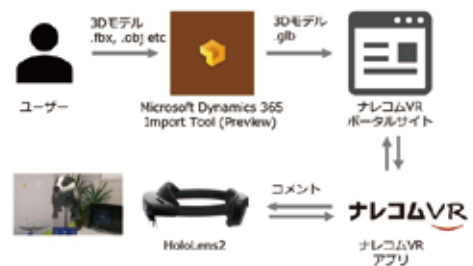 3Dモデル
.fbx, .obj etc
3Dモデル
.glb
ユーザー
Microsoft Dynamics 365
Import Tool (Preview)
ナレコムVR
ポータルサイト
コメント
ナレコムVR
HoloLens2
ナレコムVR
アプリ